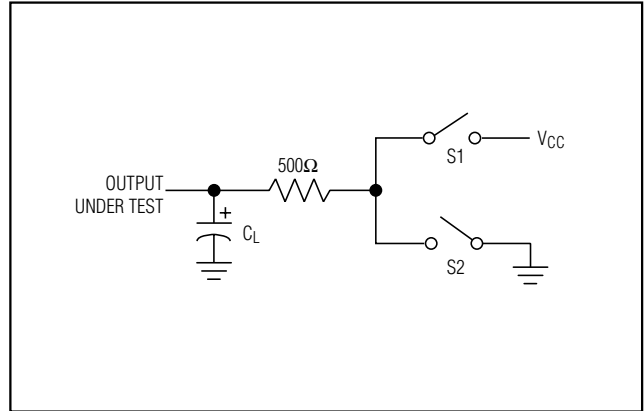 500Ω
OUTPUT
UNDER TEST
+
CL
S1
VCC
S2